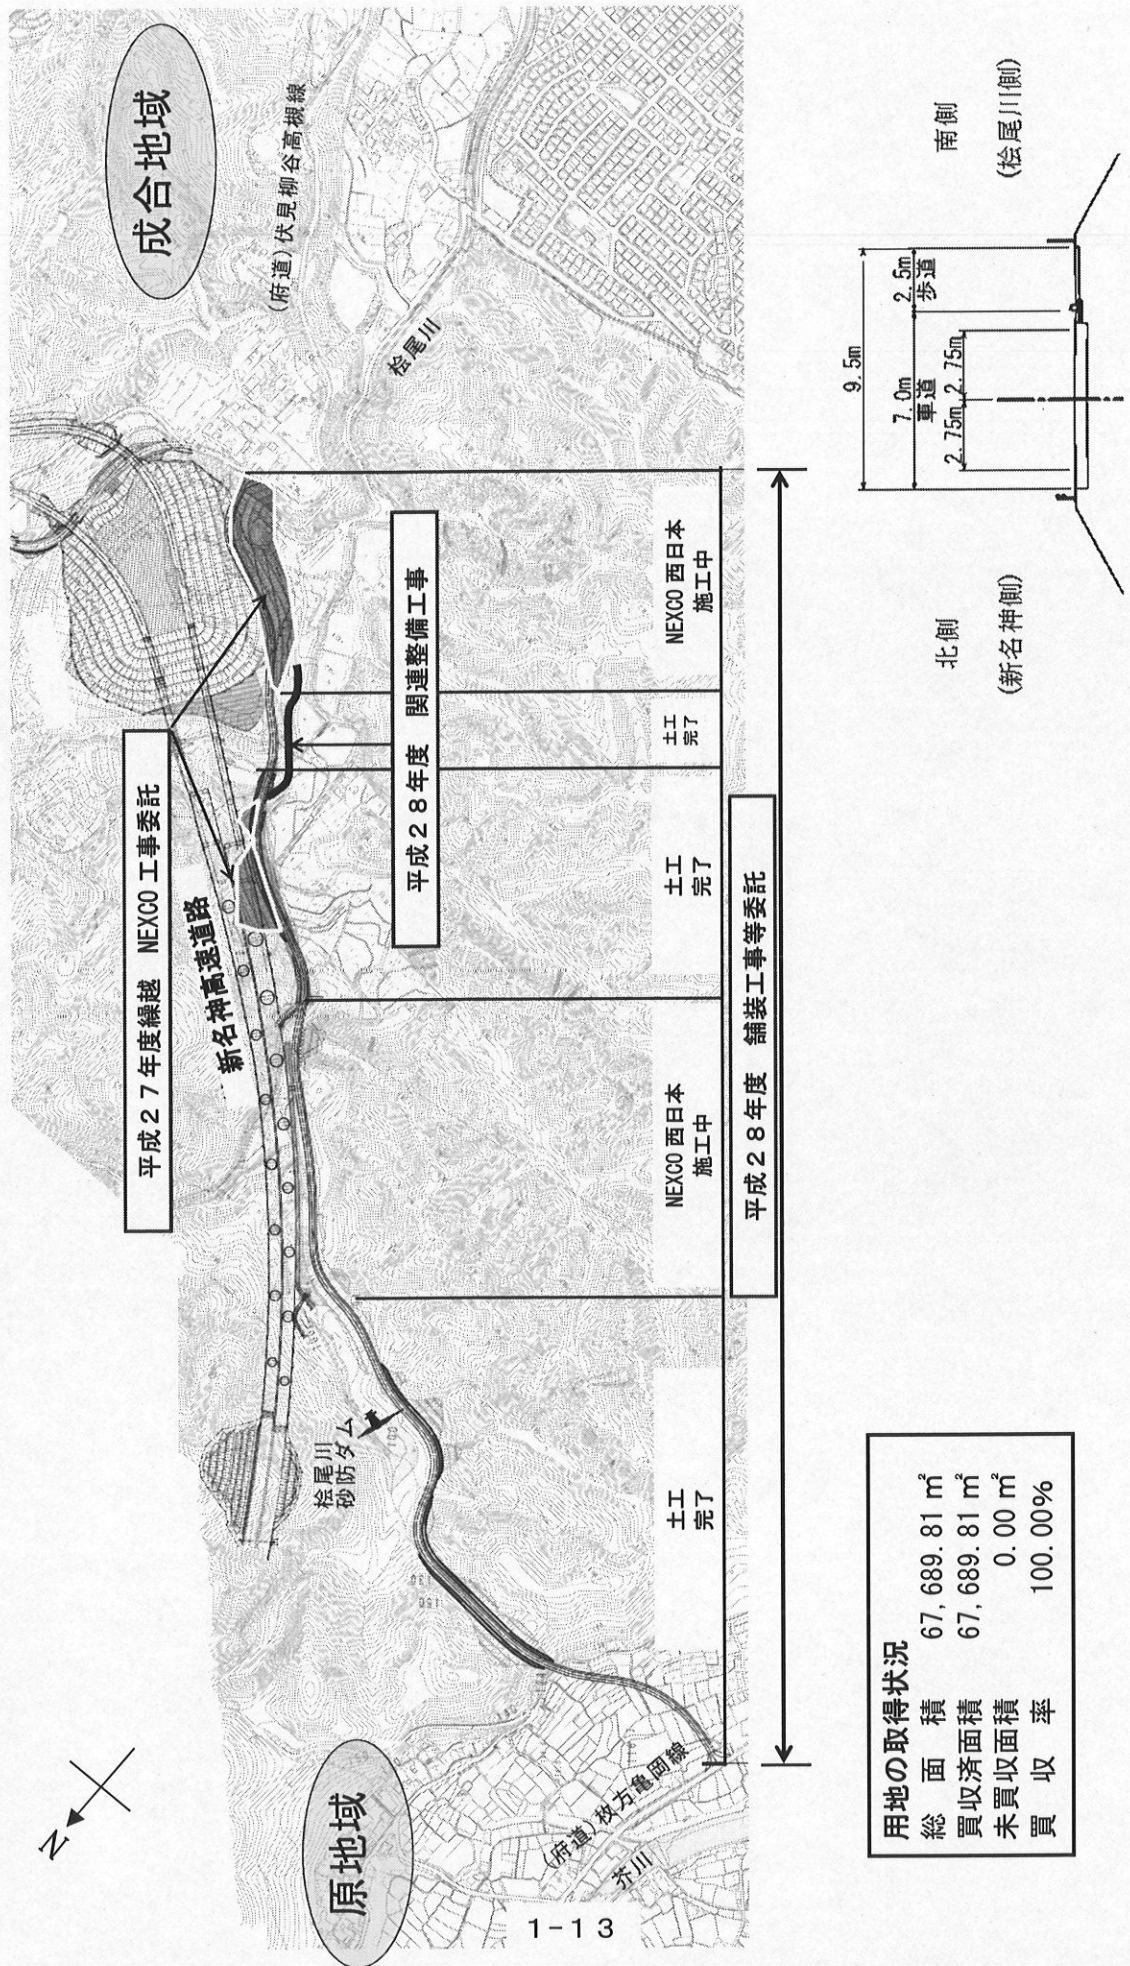 成合地域
(府道)伏見柳谷高槻線
桧尾川
平成27年度繰越 NEXCO工事委託
新名神高速道路
平成28年度 関連整備工事
桧尾川
砂防ダム
原地域
(府道)枚方亀岡線
芥川
N
100
130
150
土工
完了
NEXCO西日本
施工中
土工
完了
土工
完了
NEXCO西日本
施工中
平成28年度 舗装工事等委託
用地の取得状況
総面積 67,689.81㎡
買収済面積 67,689.81㎡
未買収面積 0.00㎡
買収率 100.00%
9.5m
7.0m
車道
2.5m
歩道
2.75m
2.75m
北側
(新名神側)
南側
(桧尾川側)
1-13